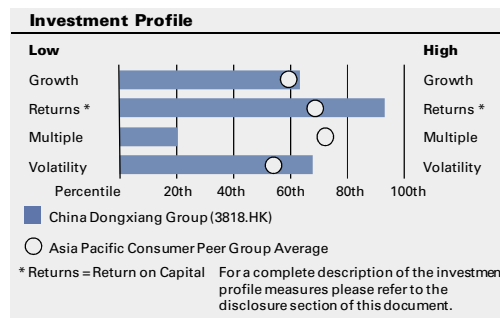 Investment Profile
Low High
Growth Growth
Returns * Returns *
Multiple Multiple
Volatility Volatility
Percentile 20th 40th 60th 80th 100th
China Dongxiang Group (3818.HK)
Asia Pacific Consumer Peer Group Average
* Returns = Return on Capital For a complete description of the investmen
profile measures please refer to the
disclosure section of this document.